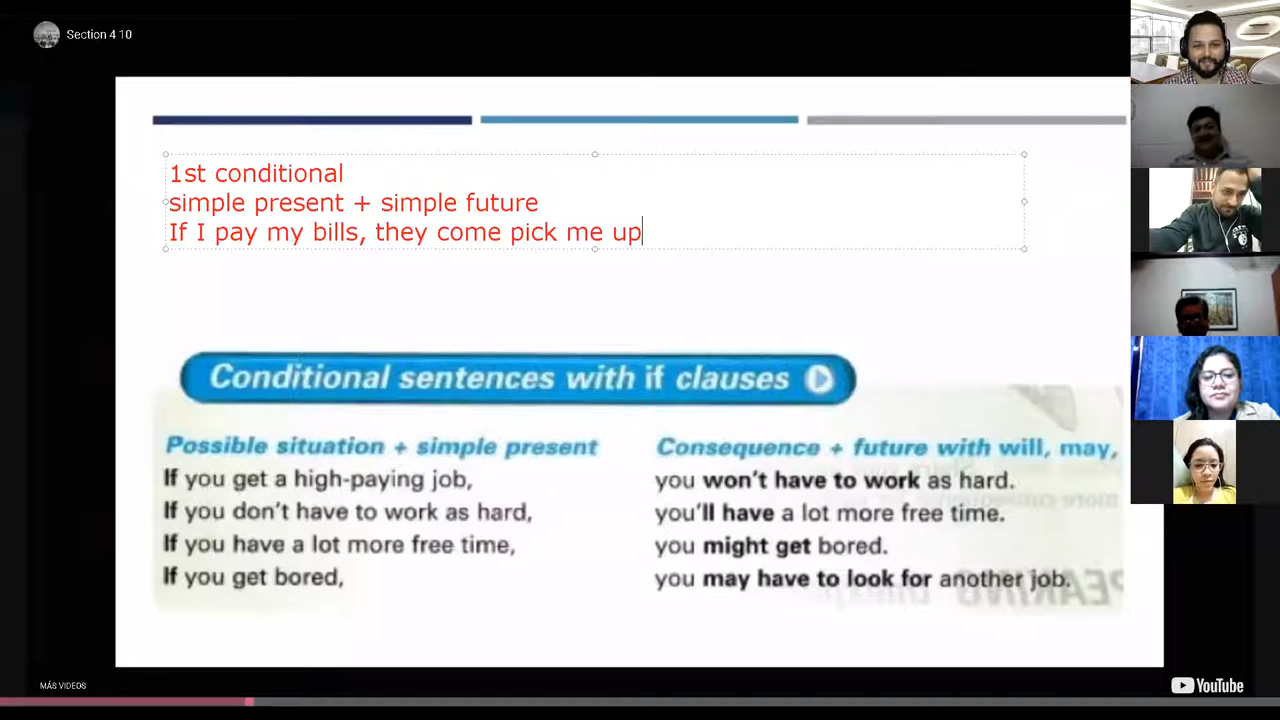 Section 4 10
1st conditional
simple present + simple future
If I pay my bills, they come pick me up
Conditional sentences with if clauses
Possible situation + simple present
If you get a high-paying job,
If you don't have to work as hard,
If you have a lot more free time,
If you get bored,
Consequence + future with will, may,
you won't have to work as hard.
you'll have a lot more free time.
you might get bored.
you may have to look for another job.
MÁS VIDEOS
YouTube